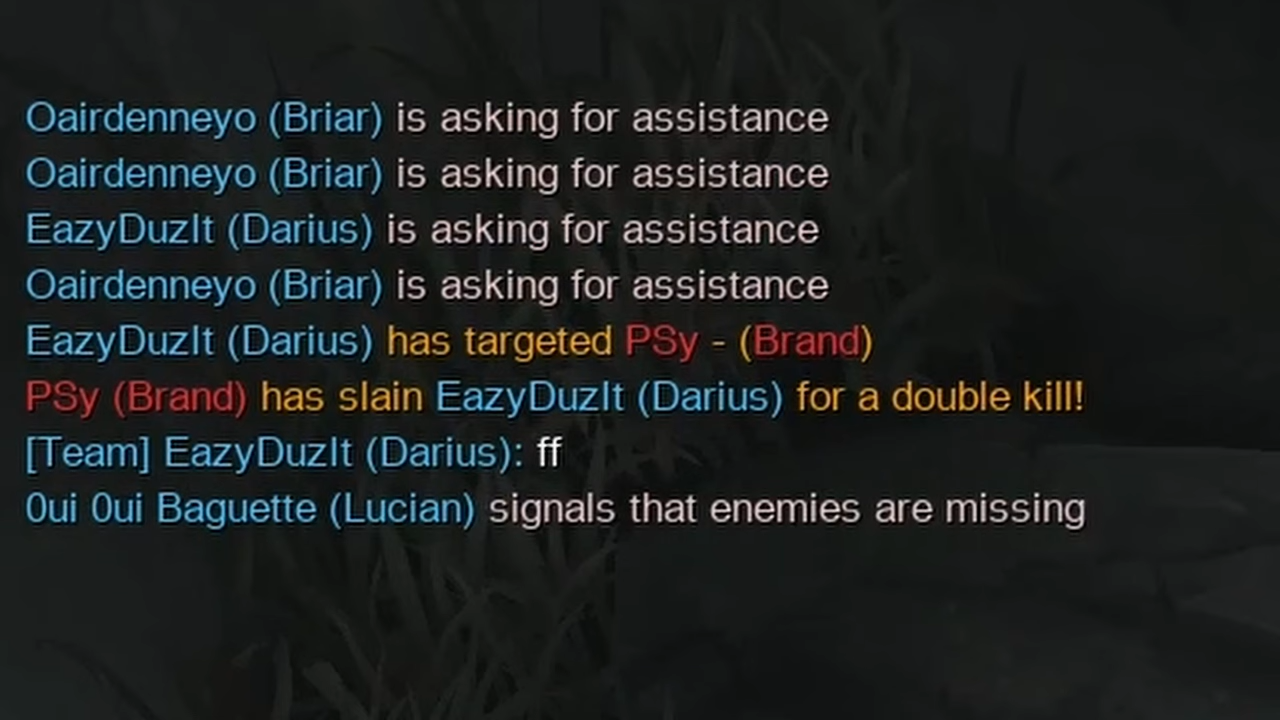 Oairdenneyo (Briar) is asking for assistance
Oairdenneyo (Briar) is asking for assistance
EazyDuzIt (Darius) is asking for assistance
Oairdenneyo (Briar) is asking for assistance
EazyDuzIt (Darius) has targeted PSy - (Brand)
PSy (Brand) has slain EazyDuzIt (Darius) for a double kill!
[Team] EazyDuzIt (Darius): ff
0ui 0ui Baguette (Lucian) signals that enemies are missing